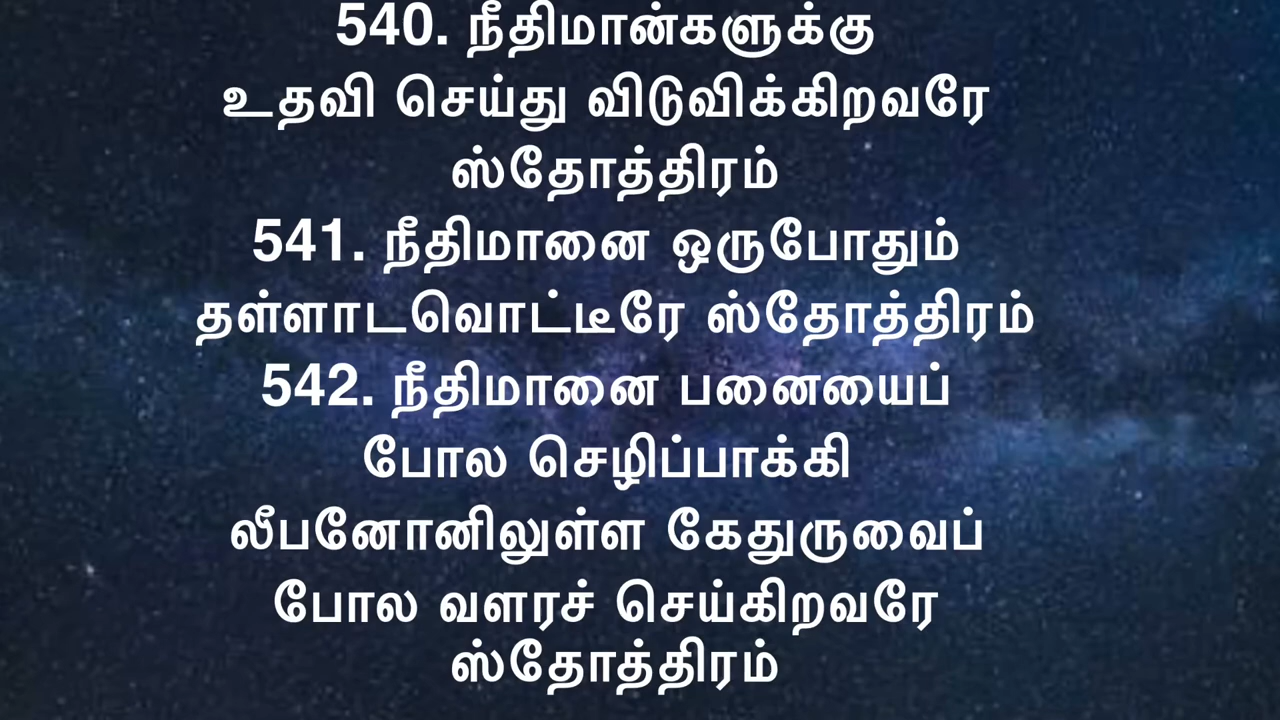 540. நீதிமான்களுக்கு
உதவி செய்து விடுவிக்கிறவரே
ஸ்தோத்திரம்
541. நீதிமானை ஒருபோதும்
தள்ளாடவொட்டீரே ஸ்தோத்திரம்
542. நீதிமானை பனையைப்
போல செழிப்பாக்கி
லீபனோனிலுள்ள கேதுருவைப்
போல வளரச் செய்கிறவரே
ஸ்தோத்திரம்